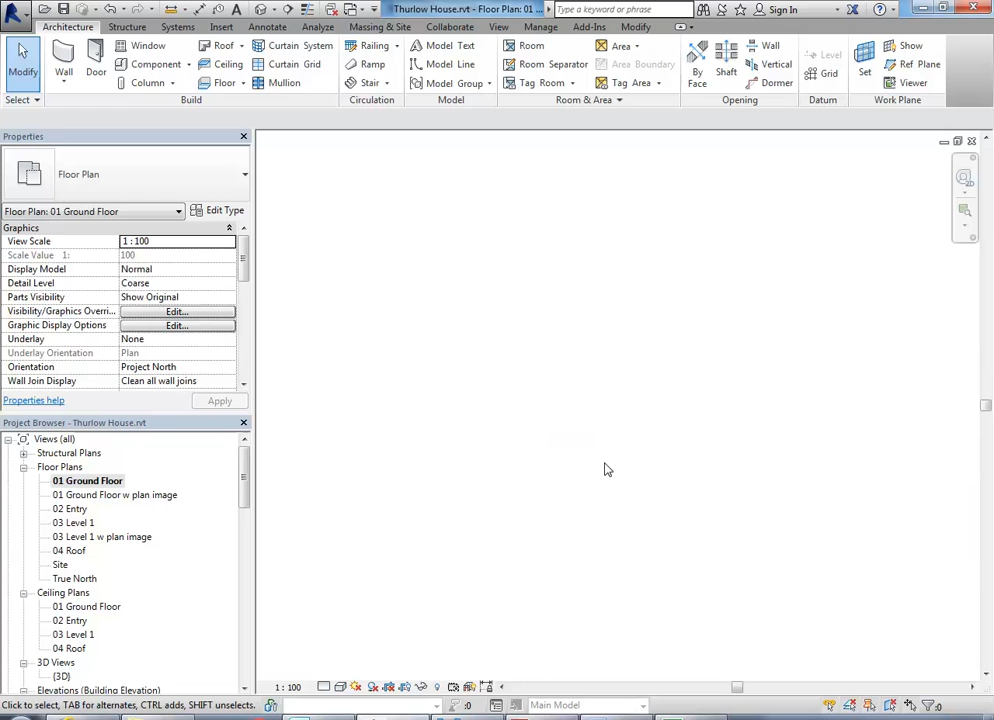 Thurlow House.rvt - Floor Plan: 01 ...
Type a keyword or phrase
Sign In
Architecture Structure Systems Insert Annotate Analyze Massing & Site Collaborate View Manage Add-Ins Modify
Modify
Wall
Door
Window
Component
Column
Roof
Ceiling
Floor
Curtain System
Curtain Grid
Mullion
Railing
Ramp
Stair
Model Text
Model Line
Model Group
Room
Room Separator
Tag Room
Area
Area Boundary
Tag Area
By Face
Shaft
Wall
Vertical
Dormer
Level
Grid
Set
Show
Ref Plane
Viewer
Select Build Circulation Model Room & Area Opening Datum Work Plane
Properties
Floor Plan
Floor Plan: 01 Ground Floor Edit Type
Graphics
View Scale 1 : 100
Scale Value 1: 100
Display Model Normal
Detail Level Coarse
Parts Visibility Show Original
Visibility/Graphics Overri... Edit...
Graphic Display Options Edit...
Underlay None
Underlay Orientation Plan
Orientation Project North
Wall Join Display Clean all wall joins
Properties help Apply
Project Browser - Thurlow House.rvt
Views (all)
Structural Plans
Floor Plans
01 Ground Floor
01 Ground Floor w plan image
02 Entry
03 Level 1
03 Level 1 w plan image
04 Roof
Site
True North
Ceiling Plans
01 Ground Floor
02 Entry
03 Level 1
04 Roof
3D Views
{3D}
Elevations (Building Elevation)
2D
1 : 100
Click to select, TAB for alternates, CTRL adds, SHIFT unselects.
:0
Main Model
:0